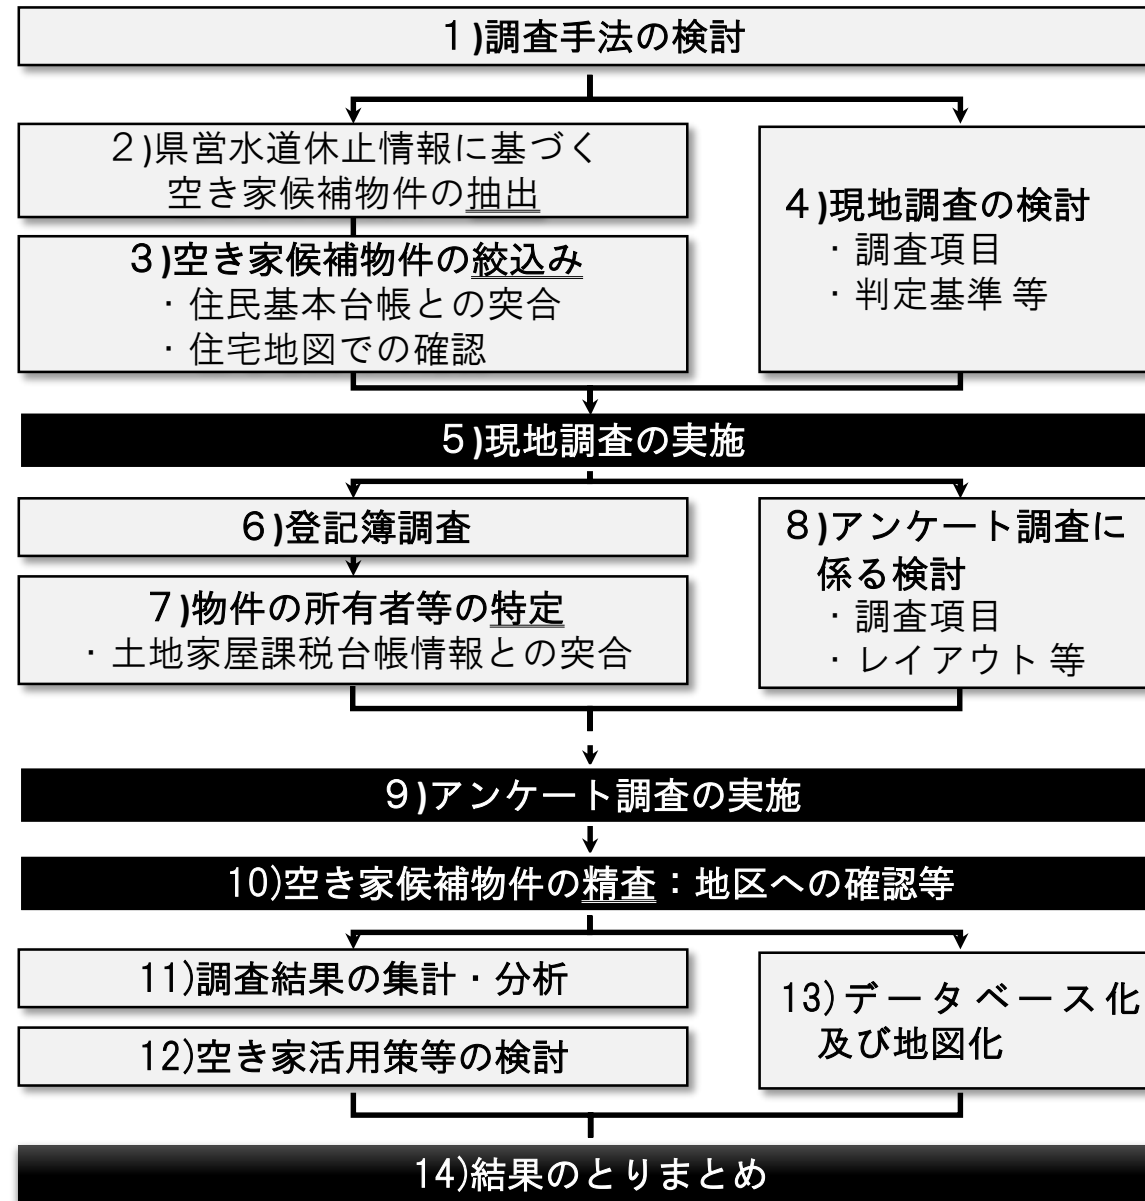 １)調査手法の検討
２)県営水道休止情報に基づく
空き家候補物件の抽出
３)空き家候補物件の絞込み
・住民基本台帳との突合
・住宅地図での確認
４)現地調査の検討
・調査項目
・判定基準 等
５)現地調査の実施
６)登記簿調査
７)物件の所有者等の特定
・土地家屋課税台帳情報との突合
８)アンケート調査に
係る検討
・調査項目
・レイアウト 等
９)アンケート調査の実施
10)空き家候補物件の精査：地区への確認等
11)調査結果の集計・分析
12)空き家活用策等の検討
13)データベース化
及び地図化
14)結果のとりまとめ